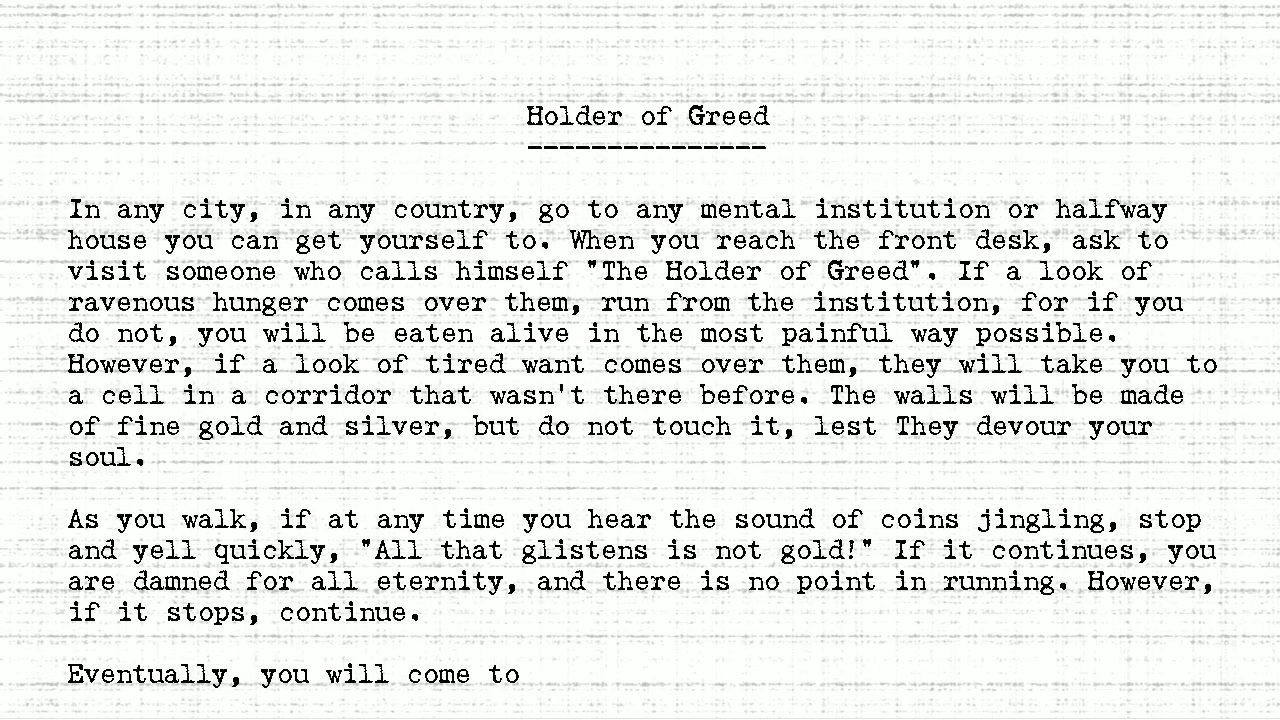 Holder of Greed
---------------
In any city, in any country, go to any mental institution or halfway
house you can get yourself to. When you reach the front desk, ask to
visit someone who calls himself "The Holder of Greed". If a look of
ravenous hunger comes over them, run from the institution, for if you
do not, you will be eaten alive in the most painful way possible.
However, if a look of tired want comes over them, they will take you to
a cell in a corridor that wasn't there before. The walls will be made
of fine gold and silver, but do not touch it, lest They devour your
soul.
As you walk, if at any time you hear the sound of coins jingling, stop
and yell quickly, "All that glistens is not gold!" If it continues, you
are damned for all eternity, and there is no point in running. However,
if it stops, continue.
Eventually, you will come to